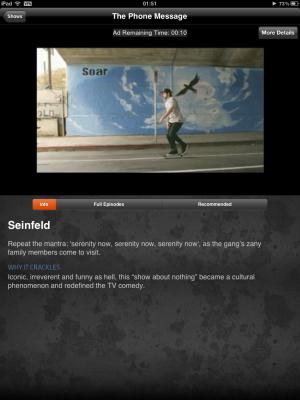 iPad VPN 01:51 73%
Shows The Phone Message
Ad Remaining Time: 00:10 More Details
Soar
Info Full Episodes Recommended
Seinfeld
Repeat the mantra: 'serenity now, serenity now, serenity now', as the gang's zany
family members come to visit.
WHY IT CRACKLES
Iconic, irreverent and funny as hell, this "show about nothing" became a cultural
phenomenon and redefined the TV comedy.